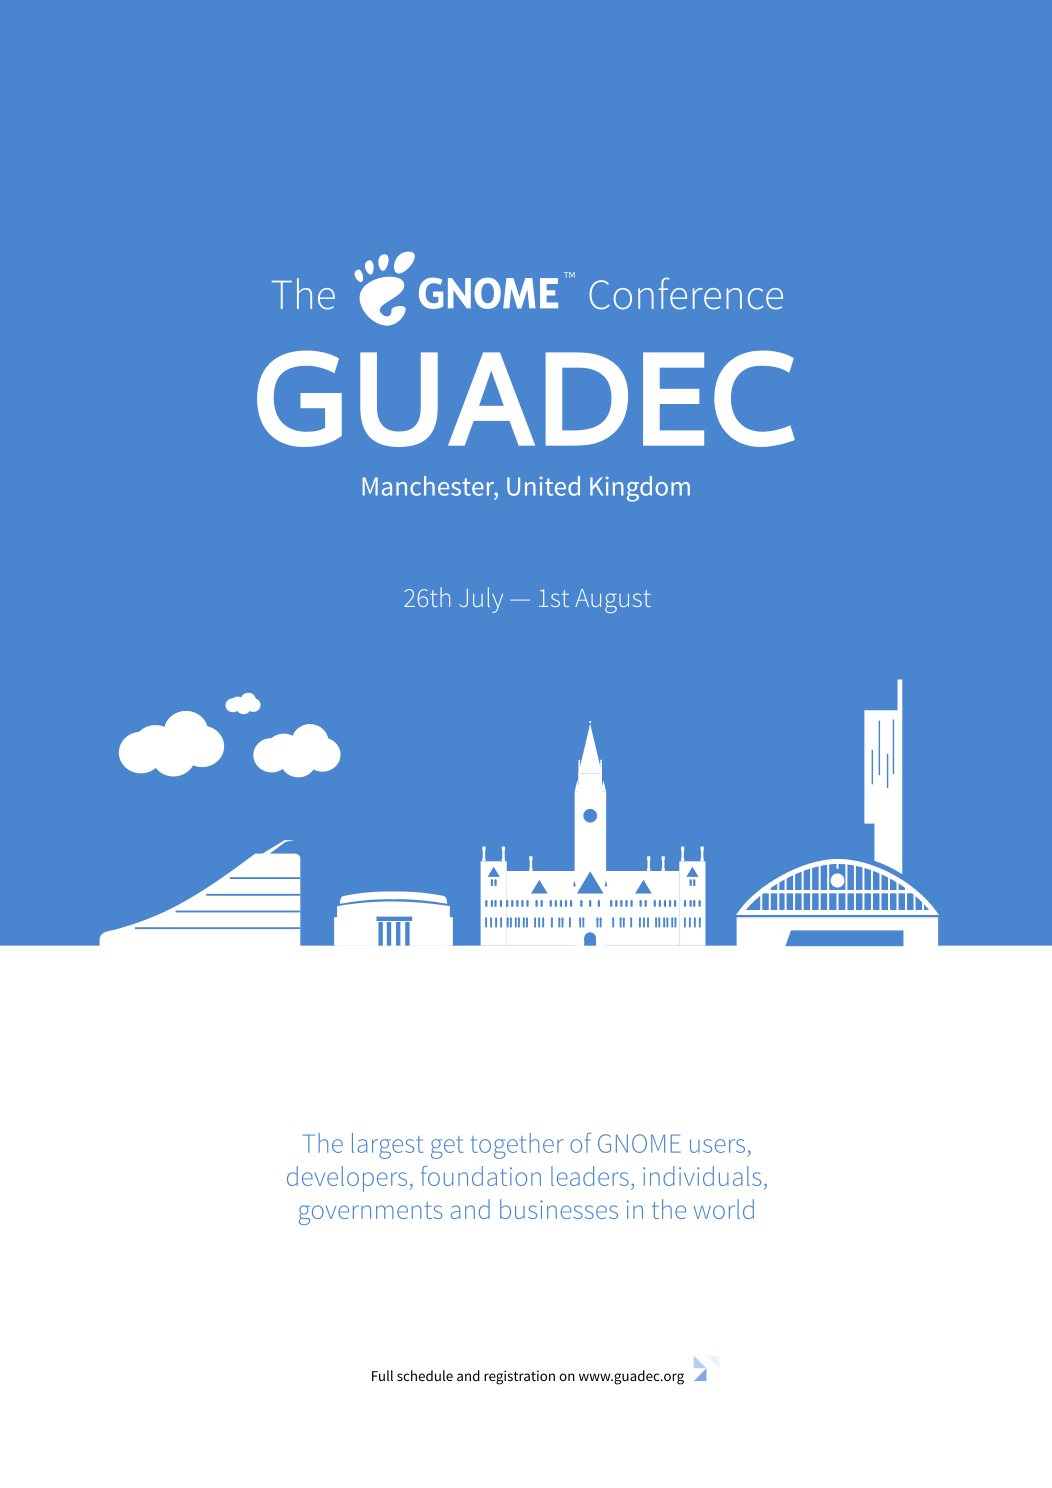 The GNOME™ Conference
GUADEC
Manchester, United Kingdom
26th July — 1st August
The largest get together of GNOME users,
developers, foundation leaders, individuals,
governments and businesses in the world
Full schedule and registration on www.guadec.org